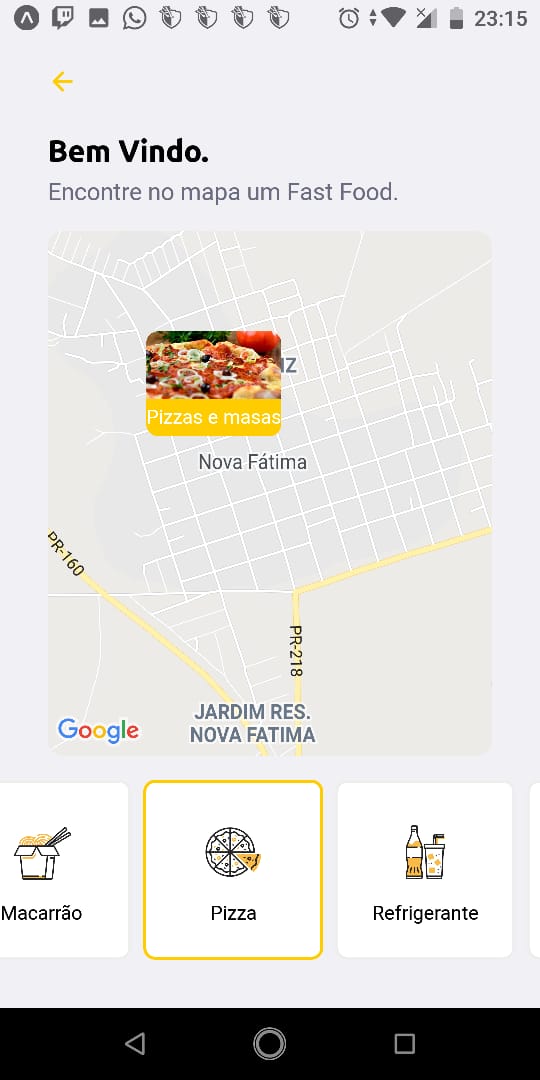 23:15
Bem Vindo.
Encontre no mapa um Fast Food.
Pizzas e masas
Nova Fátima
PR-160
PR-218
JARDIM RES.
NOVA FATIMA
Google
Macarrão
Pizza
Refrigerante